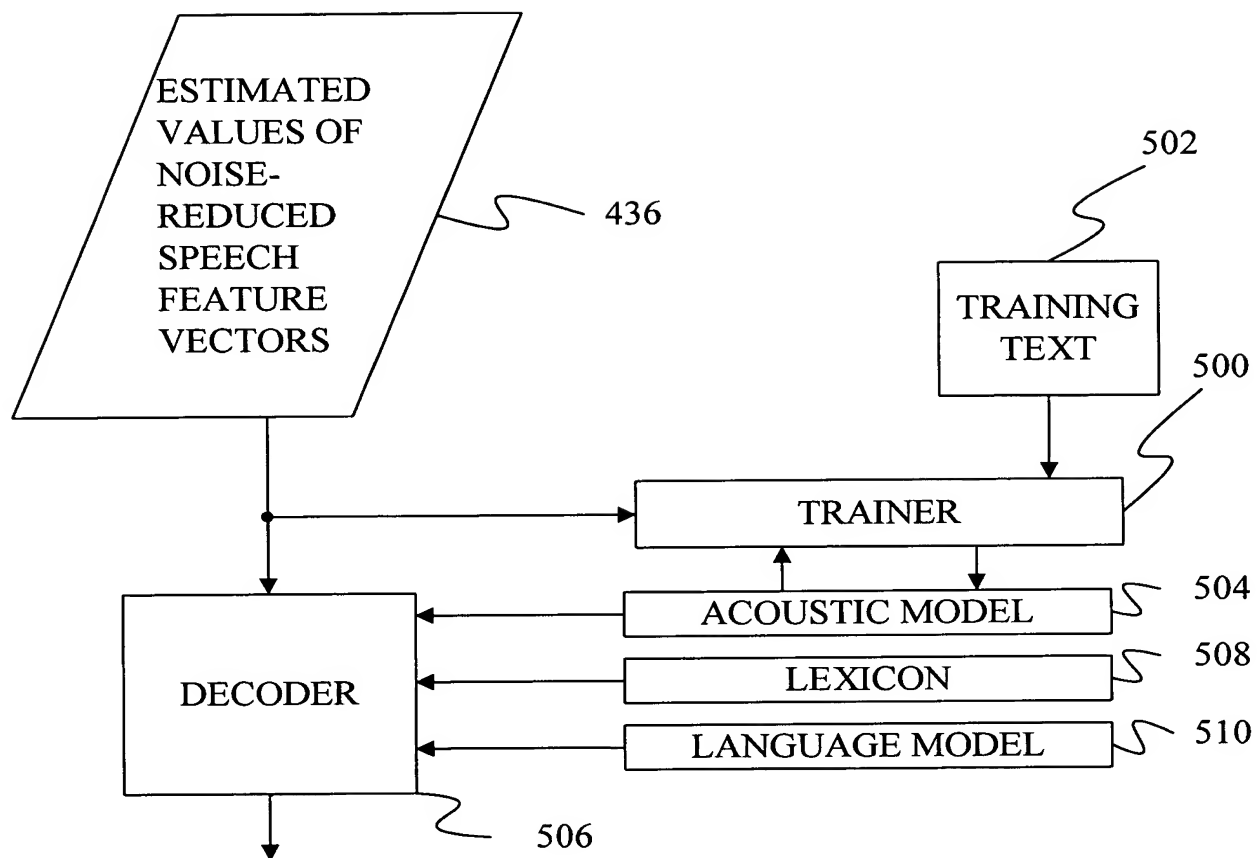 ESTIMATED
VALUES OF
NOISE-
REDUCED
SPEECH
FEATURE
VECTORS
436
502
TRAINING
TEXT
500
TRAINER
504
ACOUSTIC MODEL
508
LEXICON
DECODER
510
LANGUAGE MODEL
506